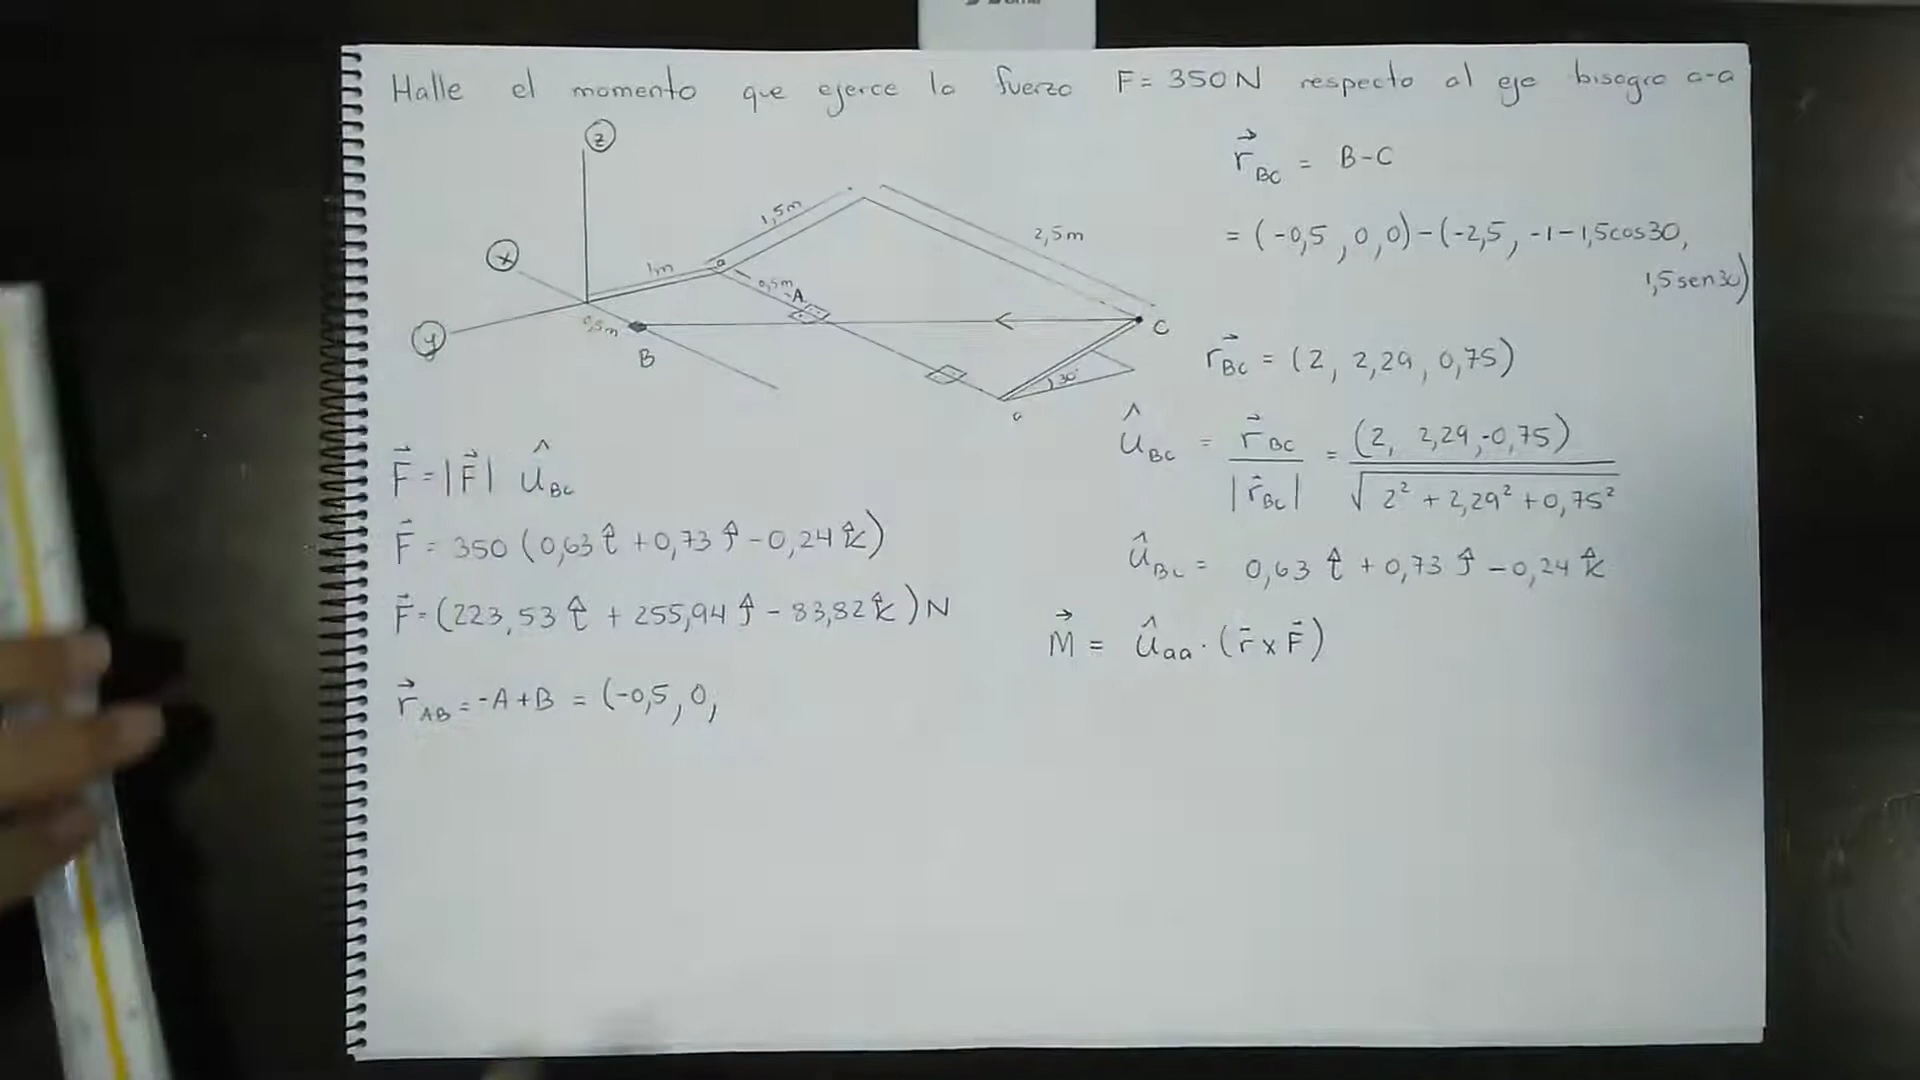 Halle el momento que ejerce la fuerza F = 350 N respecto al eje bisagra a-a
z
x
y
1m
a
1,5m
2,5m
0,5m
A
0,5m
B
C
30°
a
r⃗BC = B-C
= (-0,5, 0, 0) - (-2,5, -1-1,5cos30,
1,5sen30)
r⃗BC = (2, 2,29, 0,75)
ûBC = r⃗BC / |r⃗BC| = (2, 2,29, -0,75) / √2² + 2,29² + 0,75²
ûBC = 0,63 î + 0,73 ĵ - 0,24 k̂
M⃗ = ûaa · (r̄ x F̄)
F⃗ = |F⃗| ûBC
F⃗ = 350 (0,63 î + 0,73 ĵ - 0,24 k̂)
F⃗ = (223,53 î + 255,94 ĵ - 83,82 k̂) N
r⃗AB = -A+B = (-0,5, 0,